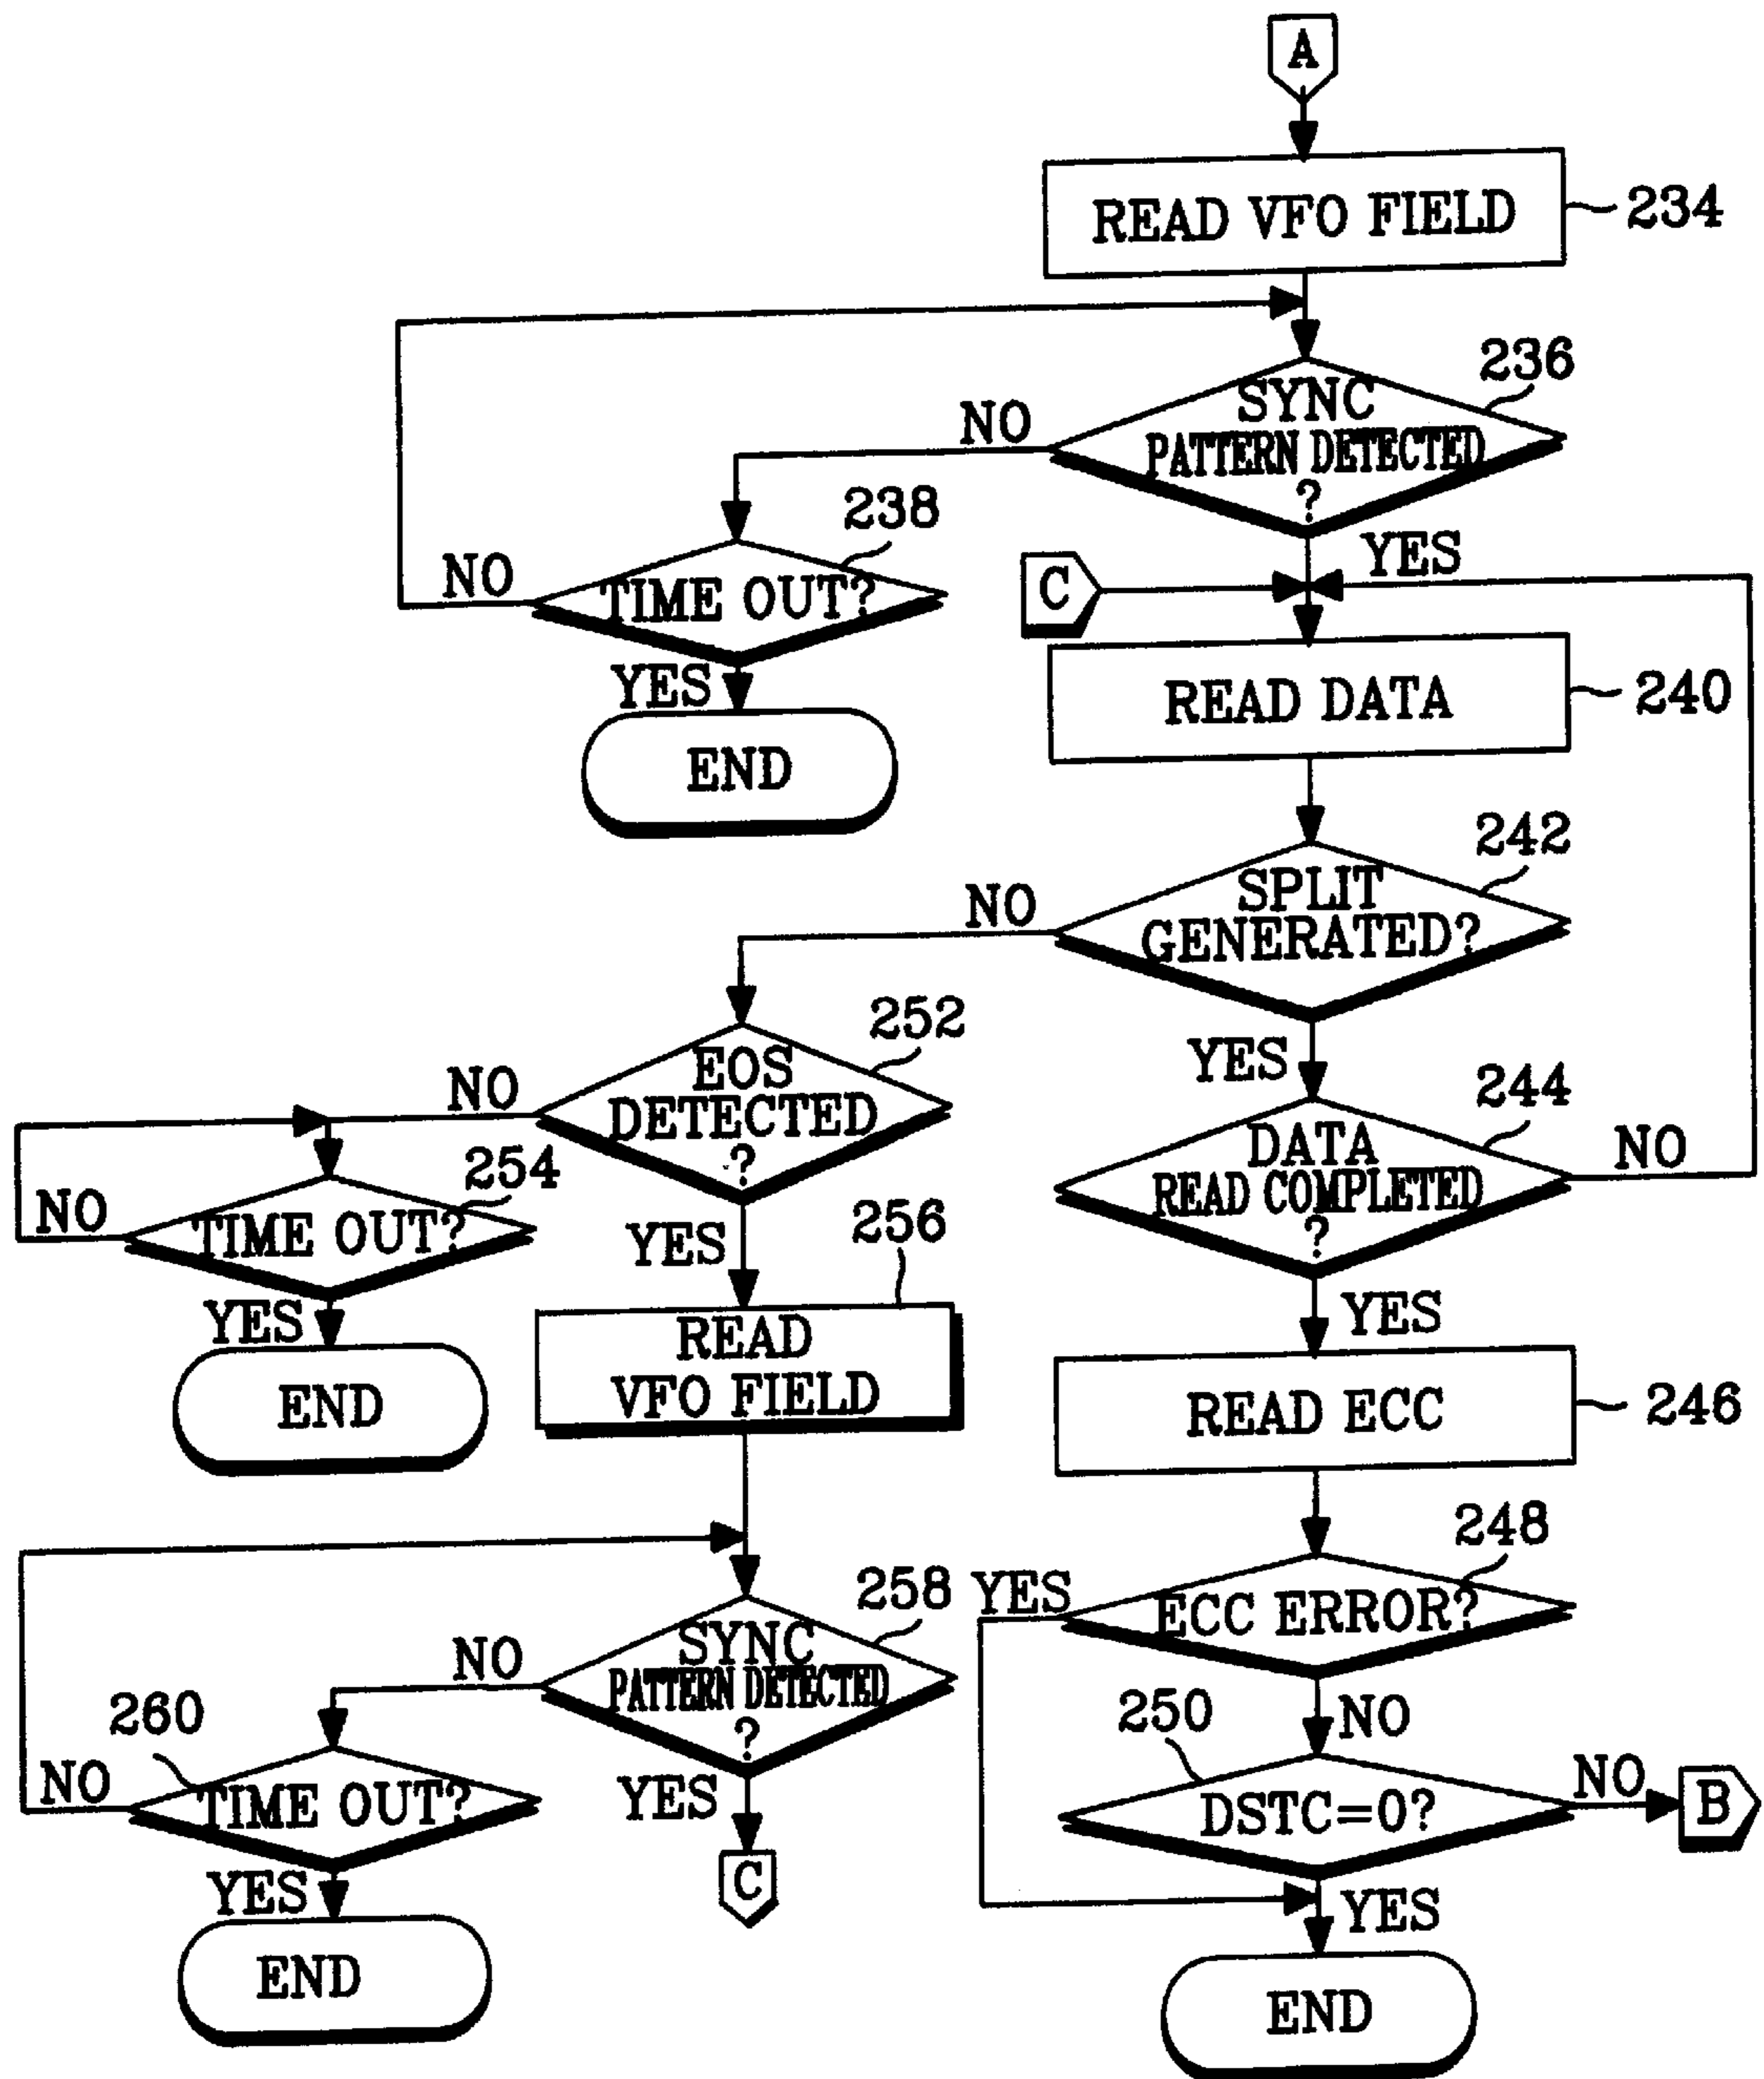 A
READ VFO FIELD
234
236
SYNC
PATTERN DETECTED
?
NO
YES
238
TIME OUT?
NO
YES
END
C
READ DATA
240
242
SPLIT
GENERATED?
NO
YES
244
DATA
READ COMPLETED
?
NO
YES
252
EOS
DETECTED
?
NO
YES
254
TIME OUT?
NO
YES
END
256
READ
VFO FIELD
READ ECC
246
248
ECC ERROR?
YES
NO
258
SYNC
PATTERN DETECTED
?
NO
YES
C
260
TIME OUT?
NO
YES
END
250
DSTC=0?
NO
B
YES
END